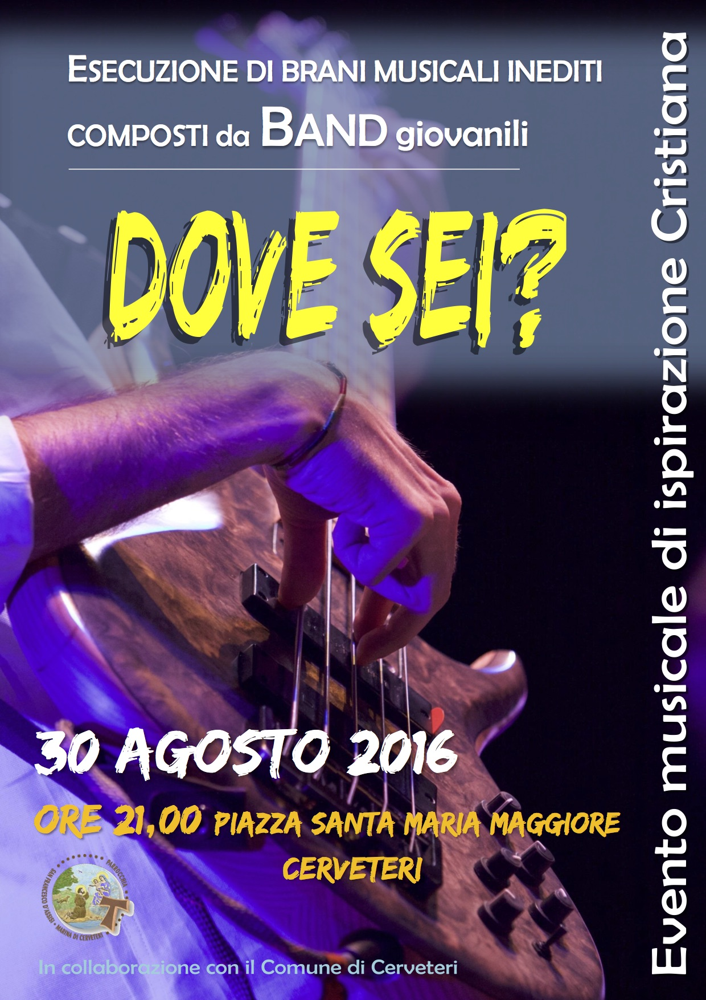 ESECUZIONE DI BRANI MUSICALI INEDITI
COMPOSTI da BAND giovanili
DOVE SEI?
Evento musicale di ispirazione Cristiana
30 AGOSTO 2016
ORE 21,00 PIAZZA SANTA MARIA MAGGIORE
CERVETERI
PARROCCHIA
SAN FRANCESCO D'ASSISI • MARINA DI CERVETERI
In collaborazione con il Comune di Cerveteri